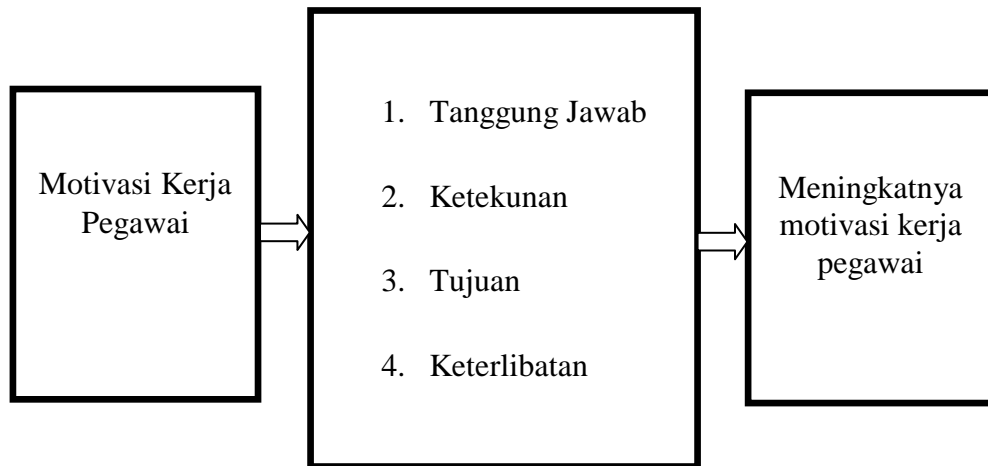 Motivasi Kerja
Pegawai
1. Tanggung Jawab
2. Ketekunan
3. Tujuan
4. Keterlibatan
Meningkatnya
motivasi kerja
pegawai